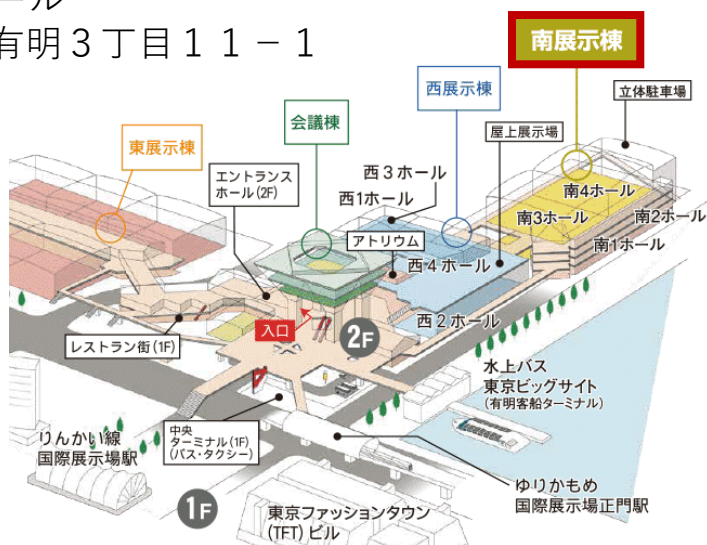 ール
有明３丁目１１－１
南展示棟
立体駐車場
西展示棟
会議棟
東展示棟
屋上展示場
エントランス
ホール(2F)
西3ホール
西1ホール
南4ホール
南3ホール
南2ホール
南1ホール
アトリウム
西4ホール
西2ホール
入口
2F
レストラン街(1F)
水上バス
東京ビッグサイト
(有明客船ターミナル)
りんかい線
国際展示場駅
中央
ターミナル(1F)
(バス・タクシー)
ゆりかもめ
国際展示場正門駅
1F
東京ファッションタウン
(TFT)ビル